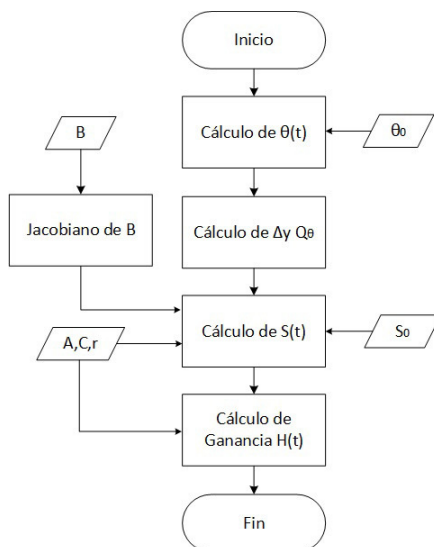 Inicio
Cálculo de θ(t)
θ₀
B
Jacobiano de B
Cálculo de Δy Qθ
Cálculo de S(t)
S₀
A,C,r
Cálculo de
Ganancia H(t)
Fin